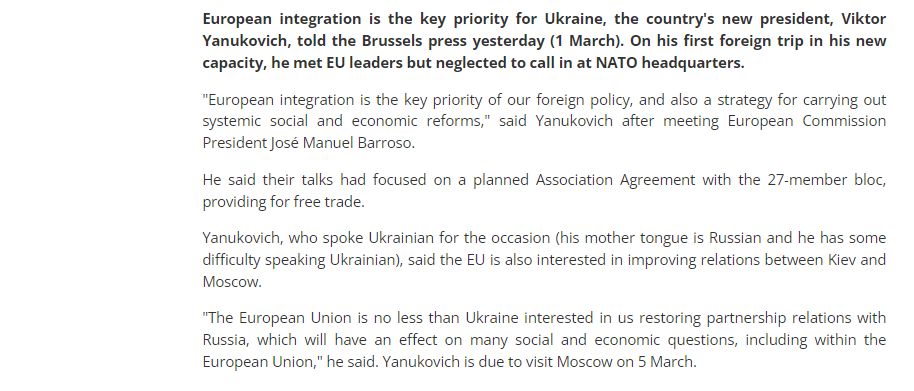 European integration is the key priority for Ukraine, the country's new president, Viktor
Yanukovich, told the Brussels press yesterday (1 March). On his first foreign trip in his new
capacity, he met EU leaders but neglected to call in at NATO headquarters.
"European integration is the key priority of our foreign policy, and also a strategy for carrying out
systemic social and economic reforms," said Yanukovich after meeting European Commission
President José Manuel Barroso.
He said their talks had focused on a planned Association Agreement with the 27-member bloc,
providing for free trade.
Yanukovich, who spoke Ukrainian for the occasion (his mother tongue is Russian and he has some
difficulty speaking Ukrainian), said the EU is also interested in improving relations between Kiev and
Moscow.
"The European Union is no less than Ukraine interested in us restoring partnership relations with
Russia, which will have an effect on many social and economic questions, including within the
European Union," he said. Yanukovich is due to visit Moscow on 5 March.